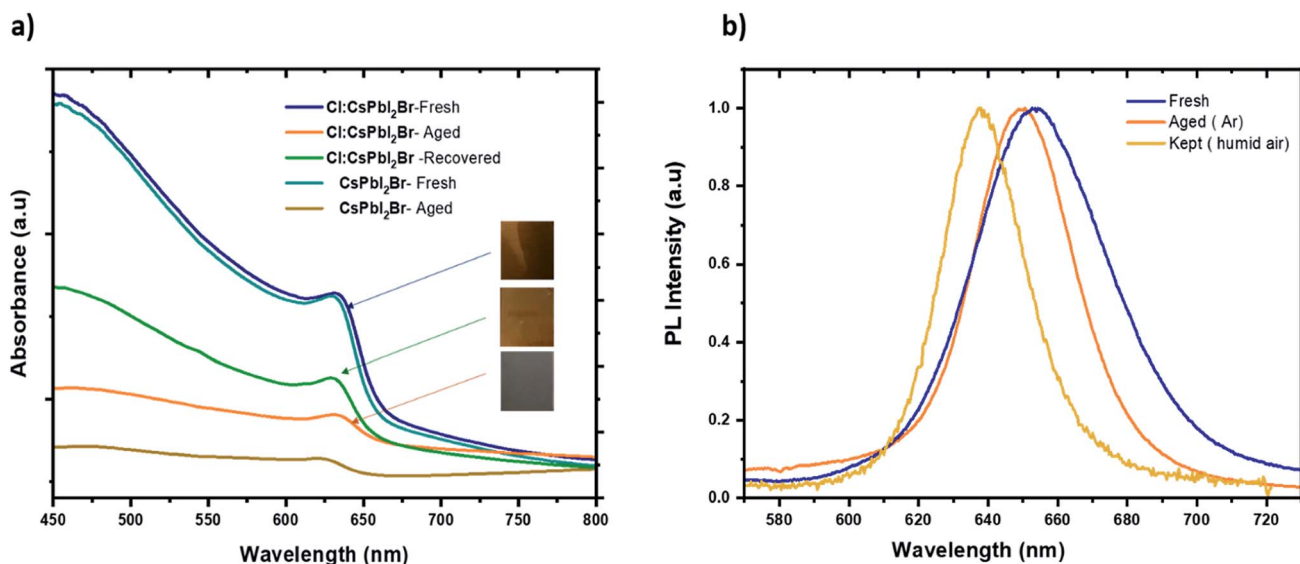 a)
Absorbance (a.u)
Cl:CsPbI₂Br-Fresh
Cl:CsPbI₂Br- Aged
Cl:CsPbI₂Br -Recovered
CsPbI₂Br- Fresh
CsPbI₂Br- Aged
450 500 550 600 650 700 750 800
Wavelength (nm)
b)
PL Intensity (a.u)
1.0
0.8
0.6
0.4
0.2
0.0
Fresh
Aged ( Ar)
Kept ( humid air)
580 600 620 640 660 680 700 720
Wavelength (nm)